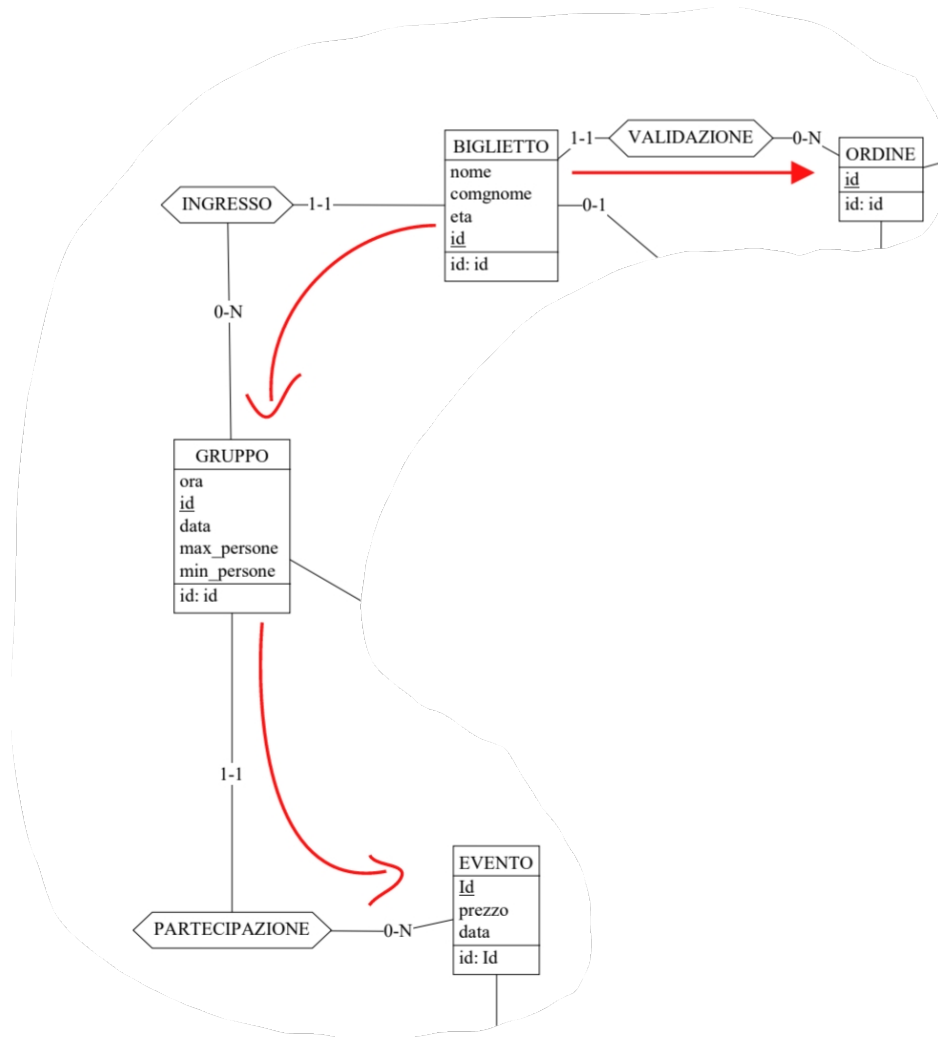 BIGLIETTO
nome
comgnome
eta
id
id: id
1-1
VALIDAZIONE
0-N
ORDINE
id
id: id
INGRESSO
1-1
0-1
0-N
GRUPPO
ora
id
data
max_persone
min_persone
id: id
1-1
PARTECIPAZIONE
0-N
EVENTO
Id
prezzo
data
id: Id